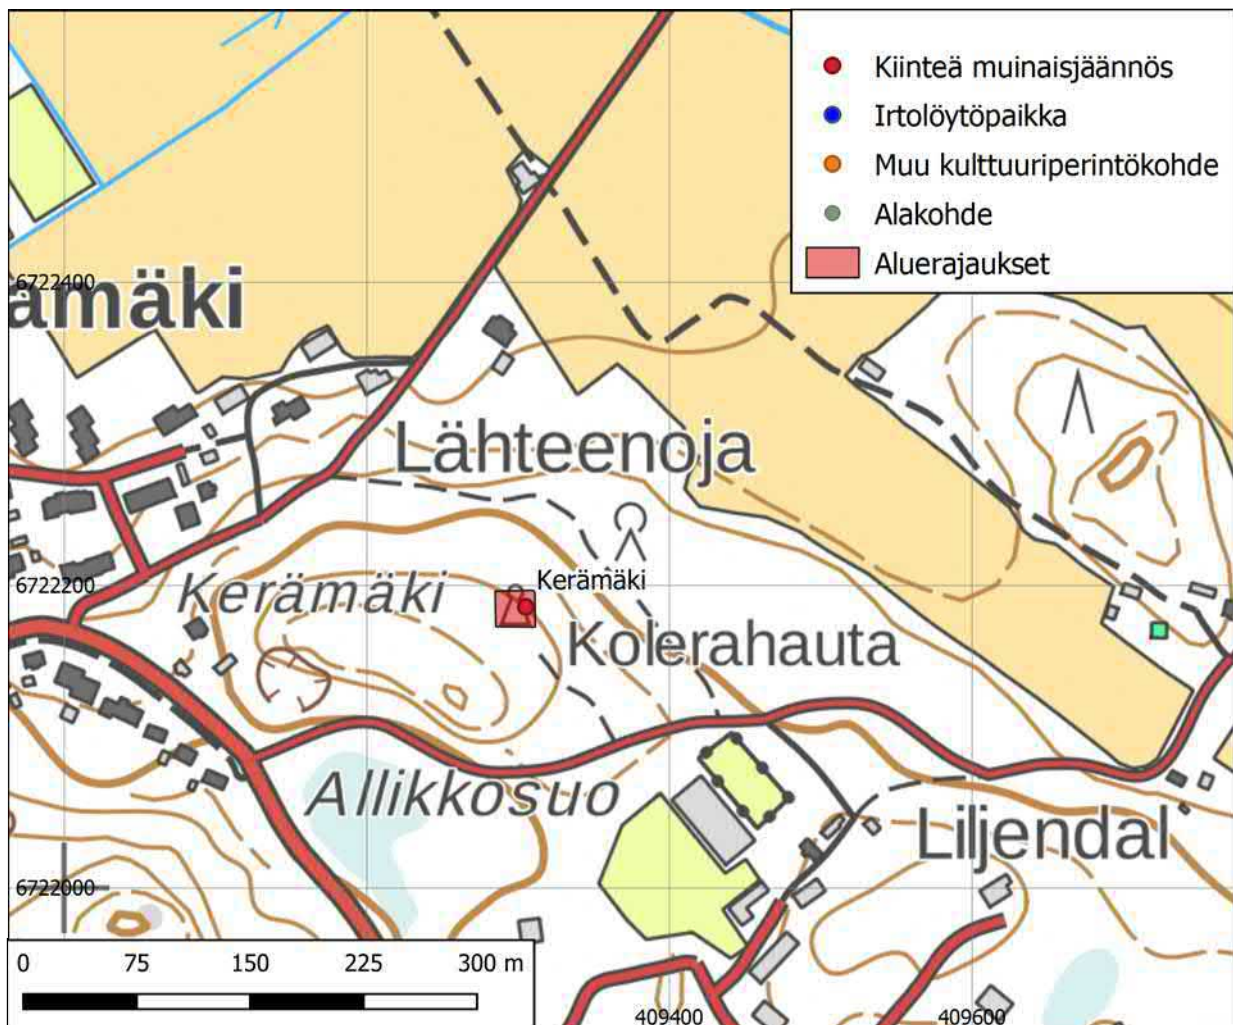 Kiinteä muinaisjäännös
Irtolöytöpaikka
Muu kulttuuriperintökohde
Alakohde
Aluerajaukset
6722400
amäki
Lähteenoja
6722200
Kerämäki
Kerämäki
Kolerahauta
Allikkosuo
Liljendal
6722000
0 75 150 225 300 m
409400 409600